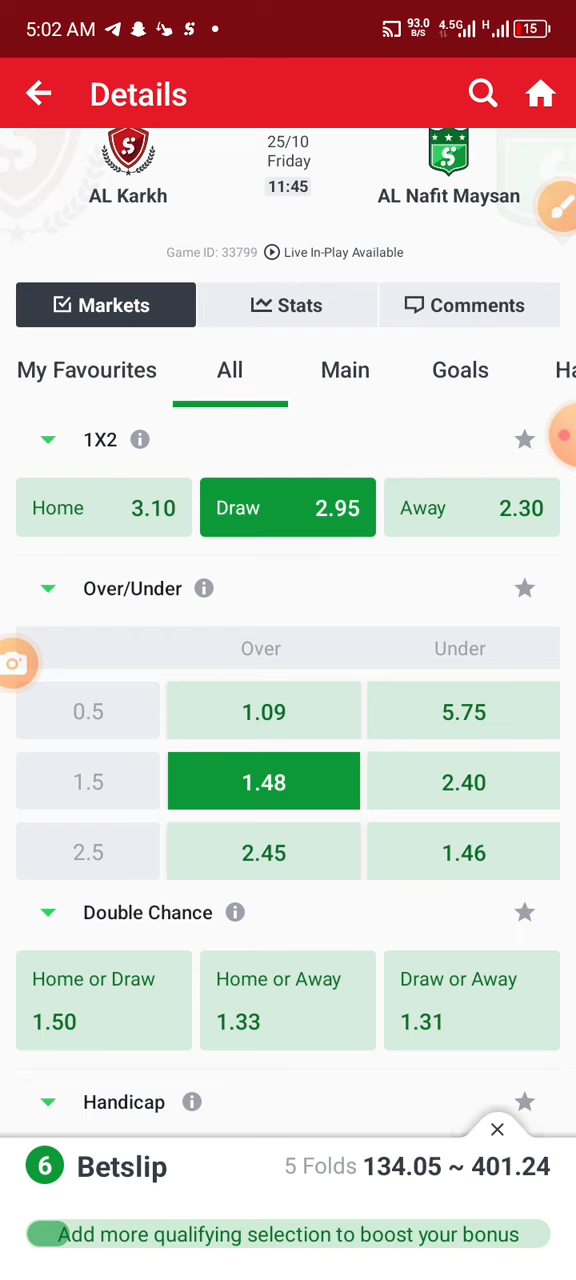 5:02 AM 93.0 B/S 4.5G H 15
Details
25/10
Friday
11:45
AL Karkh AL Nafit Maysan
Game ID: 33799 Live In-Play Available
Markets Stats Comments
My Favourites All Main Goals Ha
1X2
Home 3.10 Draw 2.95 Away 2.30
Over/Under
Over Under
0.5 1.09 5.75
1.5 1.48 2.40
2.5 2.45 1.46
Double Chance
Home or Draw Home or Away Draw or Away
1.50 1.33 1.31
Handicap
6 Betslip 5 Folds 134.05 ~ 401.24
Add more qualifying selection to boost your bonus